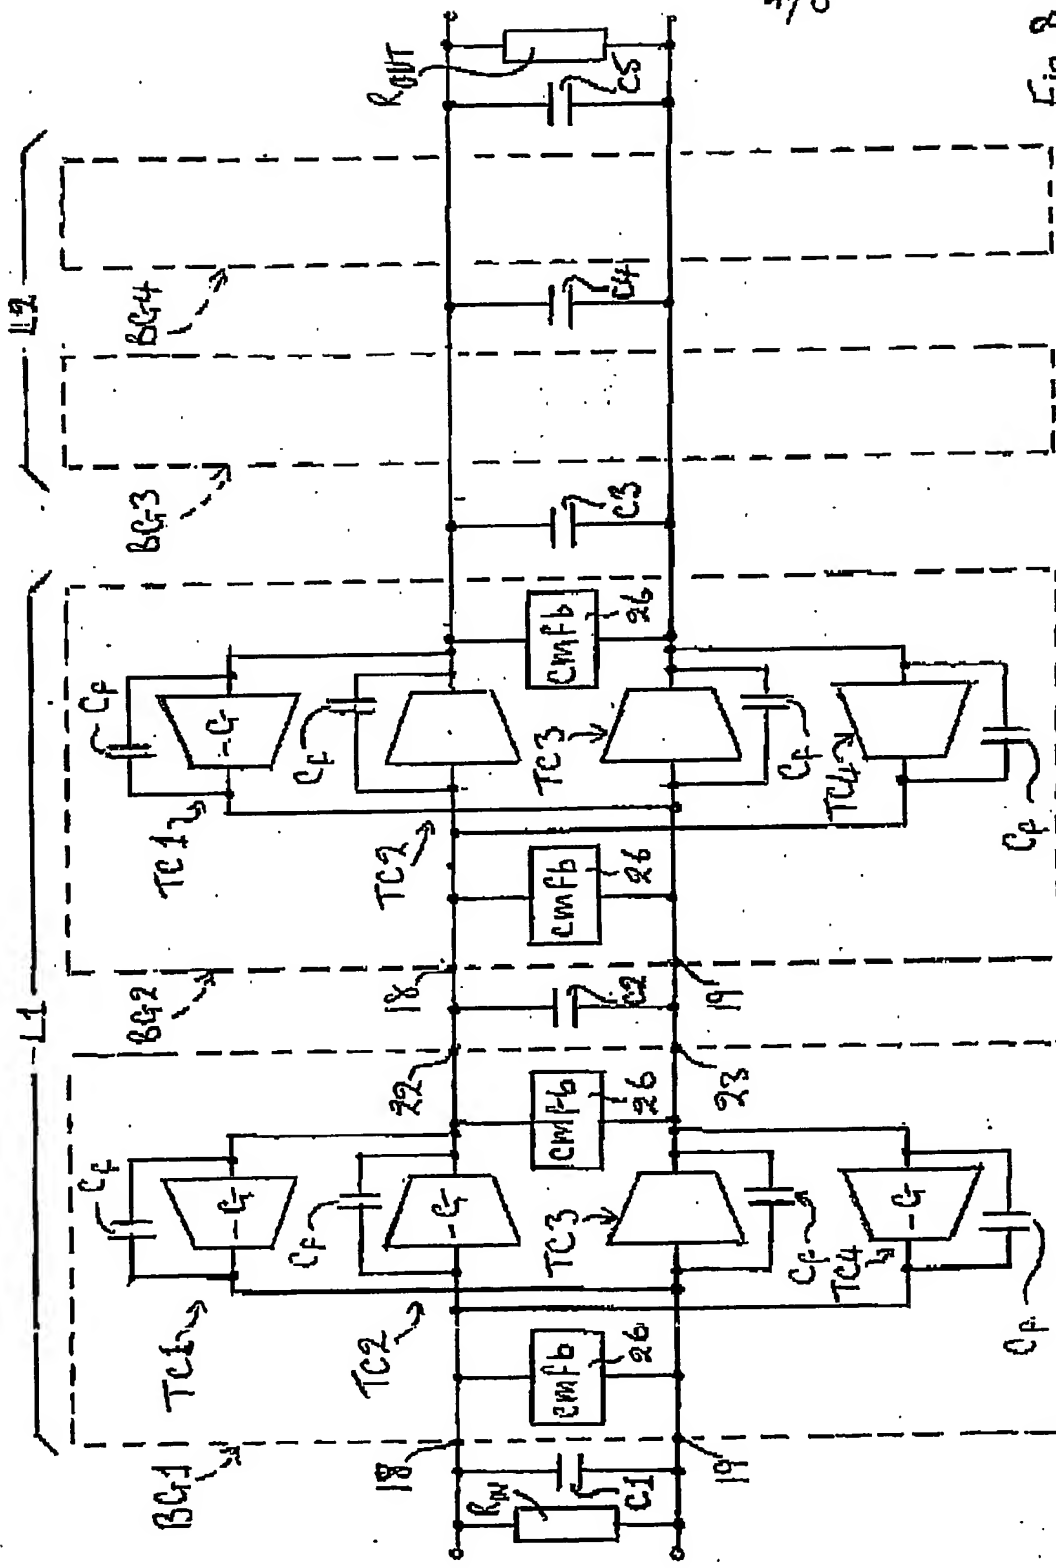 L1
L2
BG1
BG2
BG3
BG4
TC1
Cf
TC1
Cf
-G
-G
TC2
Cf
TC2
Cf
ROUT
18
22
18
-G
RIN
cmfb
cmfb
cmfb
cmfb
26
26
26
26
C1
C2
C3
C4
C5
TC3
TC3
19
23
19
Cf
Cf
TC4
TC4
-G
Cf
Cf
Fig